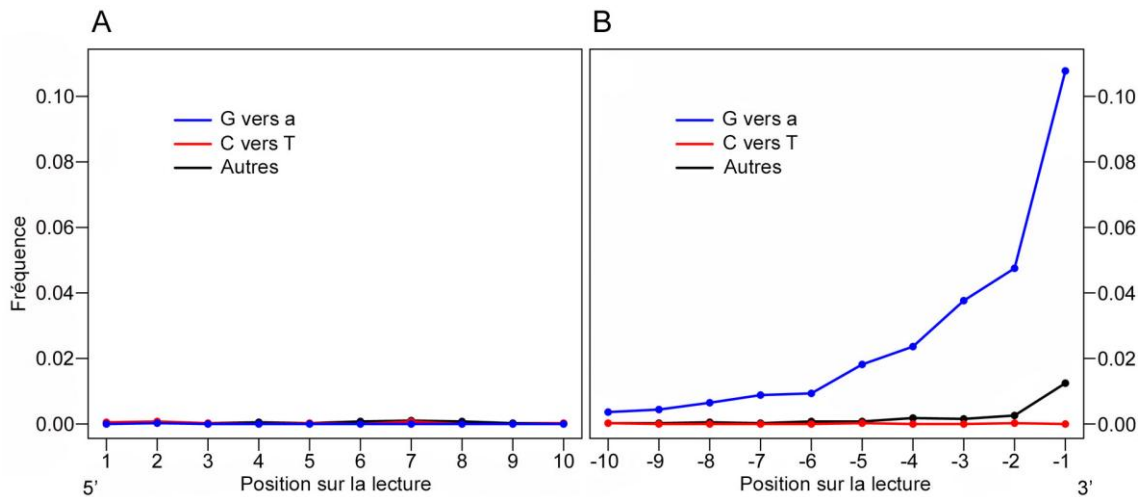 A
B
0.10
0.08
0.06
0.04
0.02
0.00
Fréquence
G vers a
C vers T
Autres
1 2 3 4 5 6 7 8 9 10
5’
Position sur la lecture
G vers a
C vers T
Autres
0.10
0.08
0.06
0.04
0.02
0.00
-10 -9 -8 -7 -6 -5 -4 -3 -2 -1
Position sur la lecture
3’